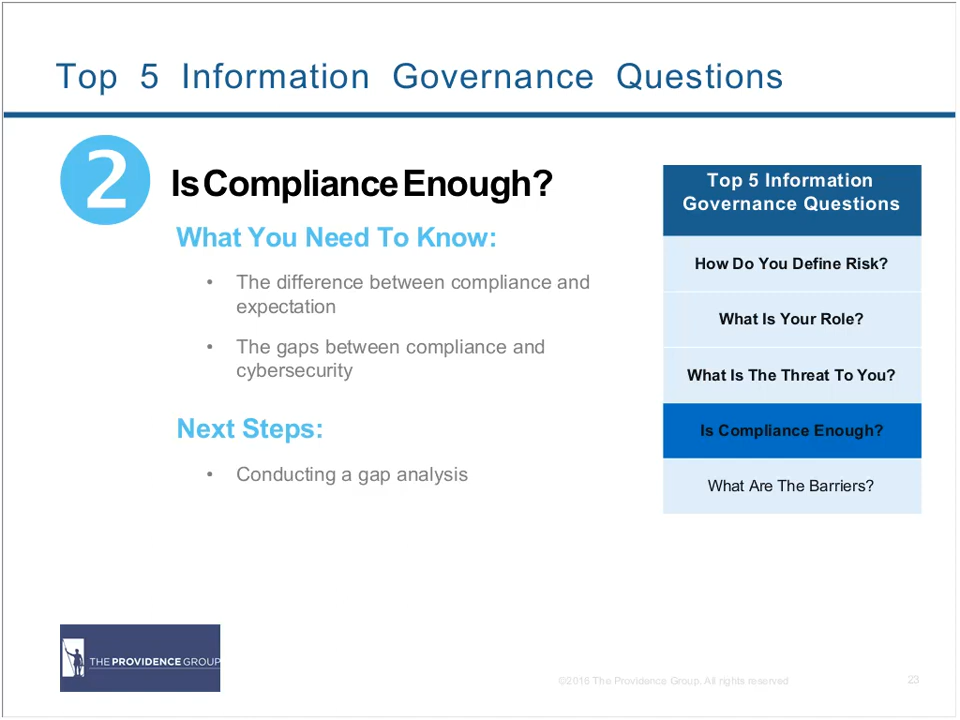 Top 5 Information Governance Questions
2
Is Compliance Enough?
What You Need To Know:
• The difference between compliance and
expectation
• The gaps between compliance and
cybersecurity
Next Steps:
• Conducting a gap analysis
Top 5 Information
Governance Questions
How Do You Define Risk?
What Is Your Role?
What Is The Threat To You?
Is Compliance Enough?
What Are The Barriers?
THE PROVIDENCE GROUP
©2015 The Providence Group. All rights reserved
23